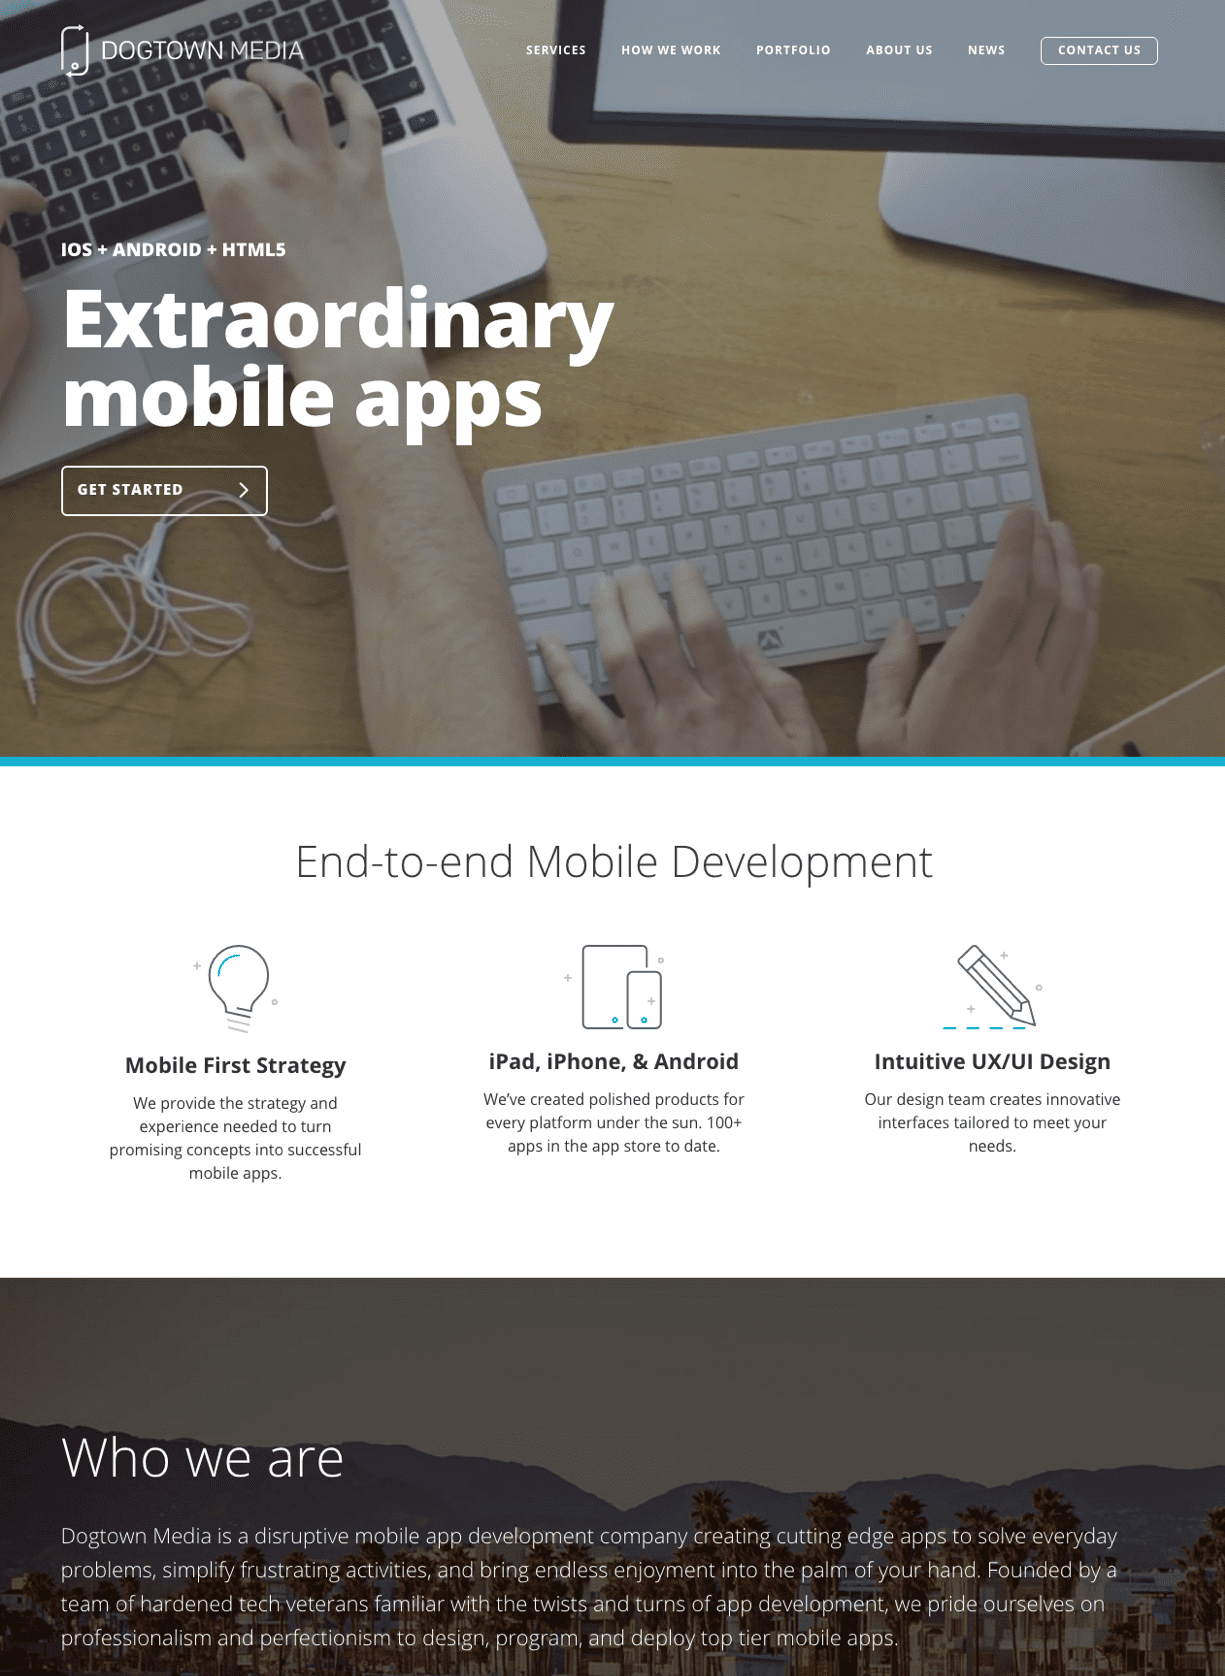 DOGTOWN MEDIA
SERVICES
HOW WE WORK
PORTFOLIO
ABOUT US
NEWS
CONTACT US
IOS + ANDROID + HTML5
Extraordinary
mobile apps
GET STARTED
End-to-end Mobile Development
Mobile First Strategy
We provide the strategy and
experience needed to turn
promising concepts into successful
mobile apps.
iPad, iPhone, & Android
We’ve created polished products for
every platform under the sun. 100+
apps in the app store to date.
Intuitive UX/UI Design
Our design team creates innovative
interfaces tailored to meet your
needs.
Who we are
Dogtown Media is a disruptive mobile app development company creating cutting edge apps to solve everyday
problems, simplify frustrating activities, and bring endless enjoyment into the palm of your hand. Founded by a
team of hardened tech veterans familiar with the twists and turns of app development, we pride ourselves on
professionalism and perfectionism to design, program, and deploy top tier mobile apps.